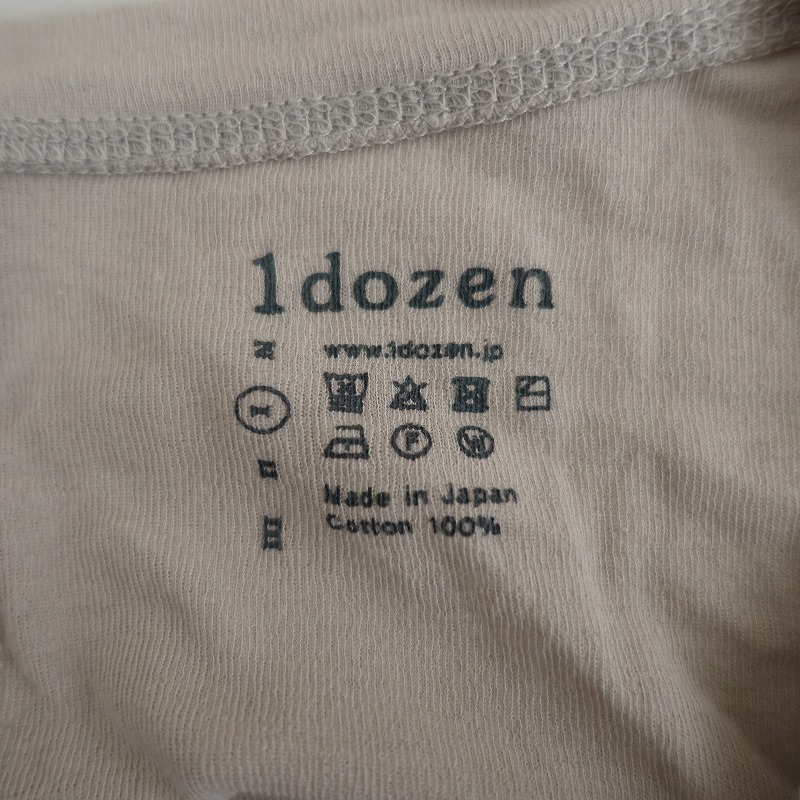 1dozen
www.1dozen.jp
F W
Made in Japan
Cotton 100%